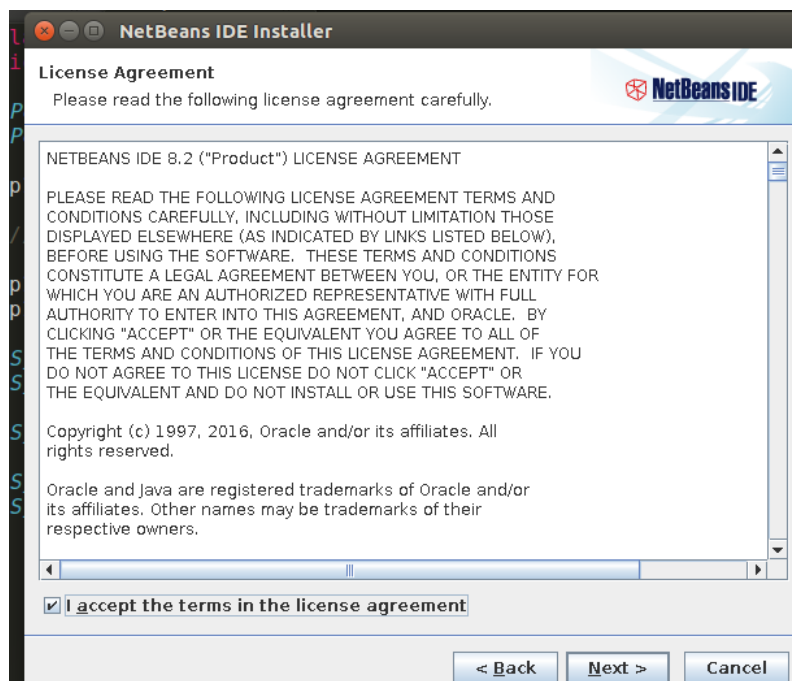 NetBeans IDE Installer
License Agreement
Please read the following license agreement carefully.
NetBeans IDE
NETBEANS IDE 8.2 ("Product") LICENSE AGREEMENT
PLEASE READ THE FOLLOWING LICENSE AGREEMENT TERMS AND
CONDITIONS CAREFULLY, INCLUDING WITHOUT LIMITATION THOSE
DISPLAYED ELSEWHERE (AS INDICATED BY LINKS LISTED BELOW),
BEFORE USING THE SOFTWARE.  THESE TERMS AND CONDITIONS
CONSTITUTE A LEGAL AGREEMENT BETWEEN YOU, OR THE ENTITY FOR
WHICH YOU ARE AN AUTHORIZED REPRESENTATIVE WITH FULL
AUTHORITY TO ENTER INTO THIS AGREEMENT, AND ORACLE.  BY
CLICKING "ACCEPT" OR THE EQUIVALENT YOU AGREE TO ALL OF
THE TERMS AND CONDITIONS OF THIS LICENSE AGREEMENT.  IF YOU
DO NOT AGREE TO THIS LICENSE DO NOT CLICK "ACCEPT" OR
THE EQUIVALENT AND DO NOT INSTALL OR USE THIS SOFTWARE.
Copyright (c) 1997, 2016, Oracle and/or its affiliates. All
rights reserved.
Oracle and Java are registered trademarks of Oracle and/or
its affiliates. Other names may be trademarks of their
respective owners.
I accept the terms in the license agreement
< Back
Next >
Cancel